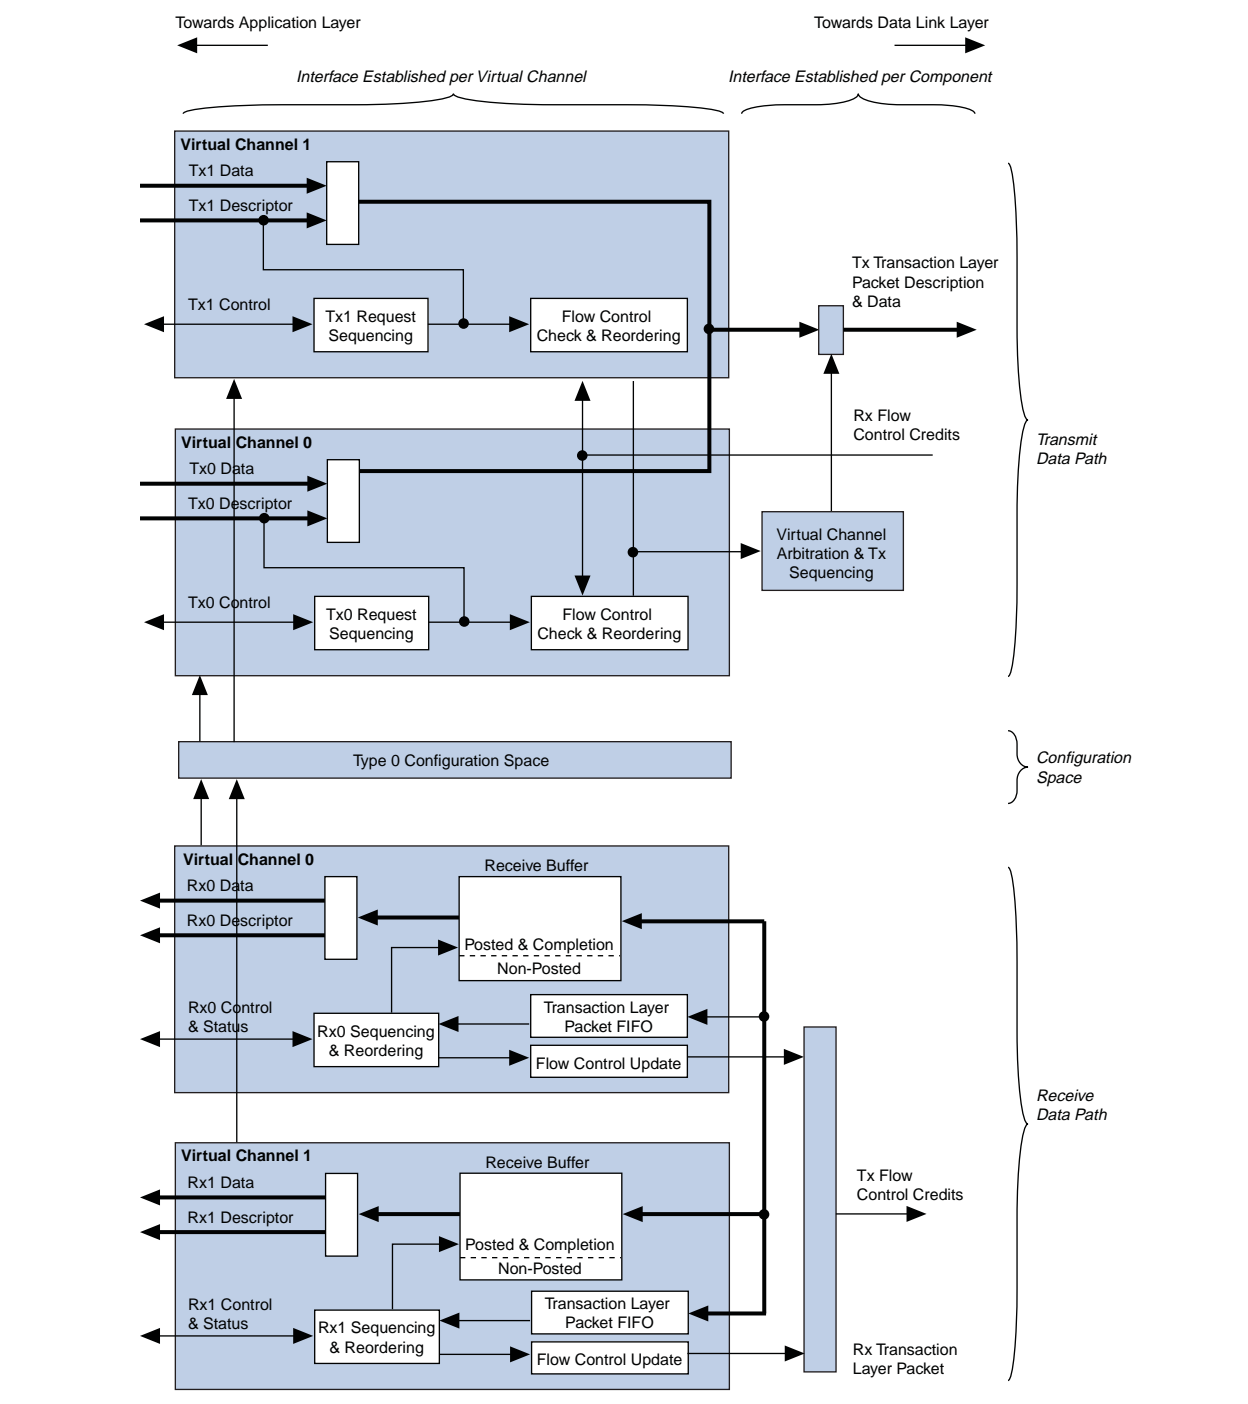 Towards Application Layer
Towards Data Link Layer
Interface Established per Virtual Channel
Interface Established per Component
Virtual Channel 1
Tx1 Data
Tx1 Descriptor
Tx1 Control
Tx1 Request
Sequencing
Flow Control
Check & Reordering
Tx Transaction Layer
Packet Description
& Data
Rx Flow
Control Credits
Transmit
Data Path
Virtual Channel 0
Tx0 Data
Tx0 Descriptor
Tx0 Control
Tx0 Request
Sequencing
Flow Control
Check & Reordering
Virtual Channel
Arbitration & Tx
Sequencing
Type 0 Configuration Space
Configuration
Space
Virtual Channel 0
Receive Buffer
Rx0 Data
Rx0 Descriptor
Posted & Completion
Non-Posted
Rx0 Control
& Status
Rx0 Sequencing
& Reordering
Transaction Layer
Packet FIFO
Flow Control Update
Receive
Data Path
Virtual Channel 1
Receive Buffer
Rx1 Data
Rx1 Descriptor
Posted & Completion
Non-Posted
Rx1 Control
& Status
Rx1 Sequencing
& Reordering
Transaction Layer
Packet FIFO
Flow Control Update
Tx Flow
Control Credits
Rx Transaction
Layer Packet